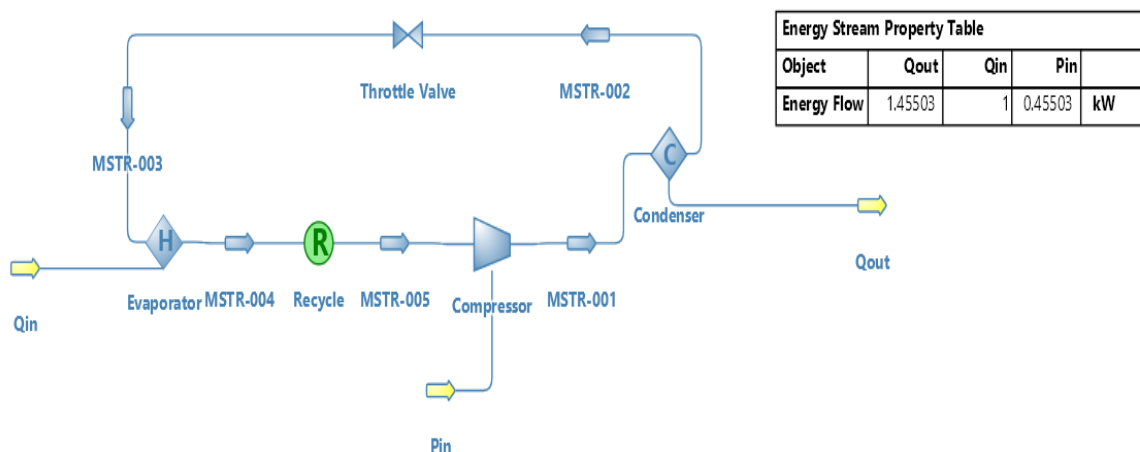 Energy Stream Property Table
Object Qout Qin Pin
Energy Flow 1.45503 1 0.45503 kW
Throttle Valve
MSTR-002
MSTR-003
C
Condenser
H
R
Qout
Evaporator
MSTR-004
Recycle
MSTR-005
Compressor
MSTR-001
Qin
Pin